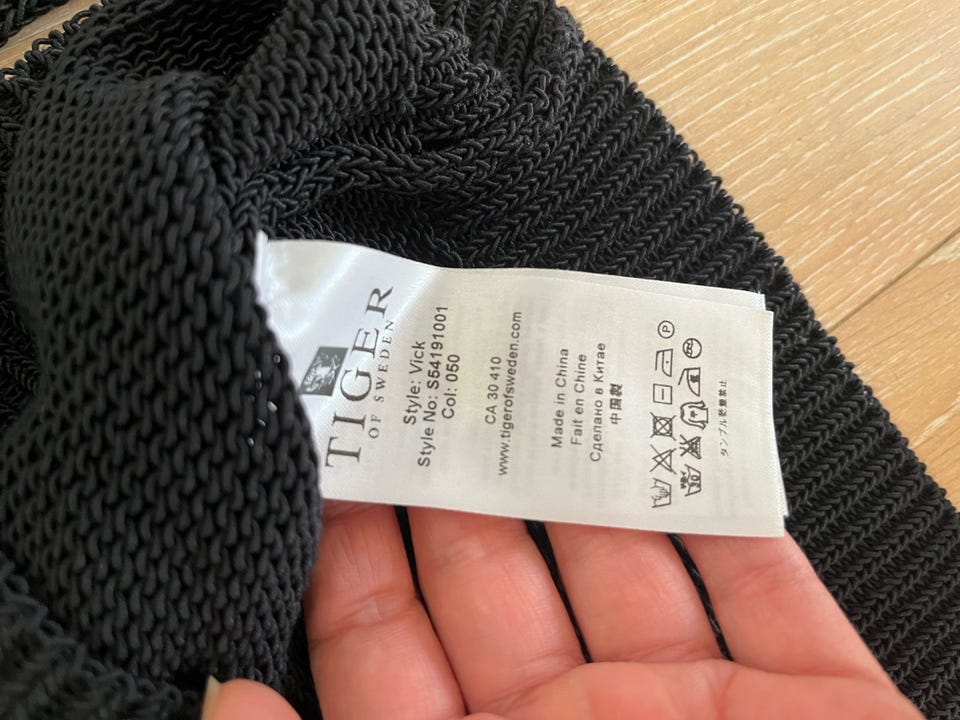 TIGER
OF SWEDEN
Style: Vick
Style No: S54191001
Col: 050
CA 30 410
www.tigerofsweden.com
Made in China
Fait en Chine
Сделано в Китае
中国製
P
タンブル乾燥禁止